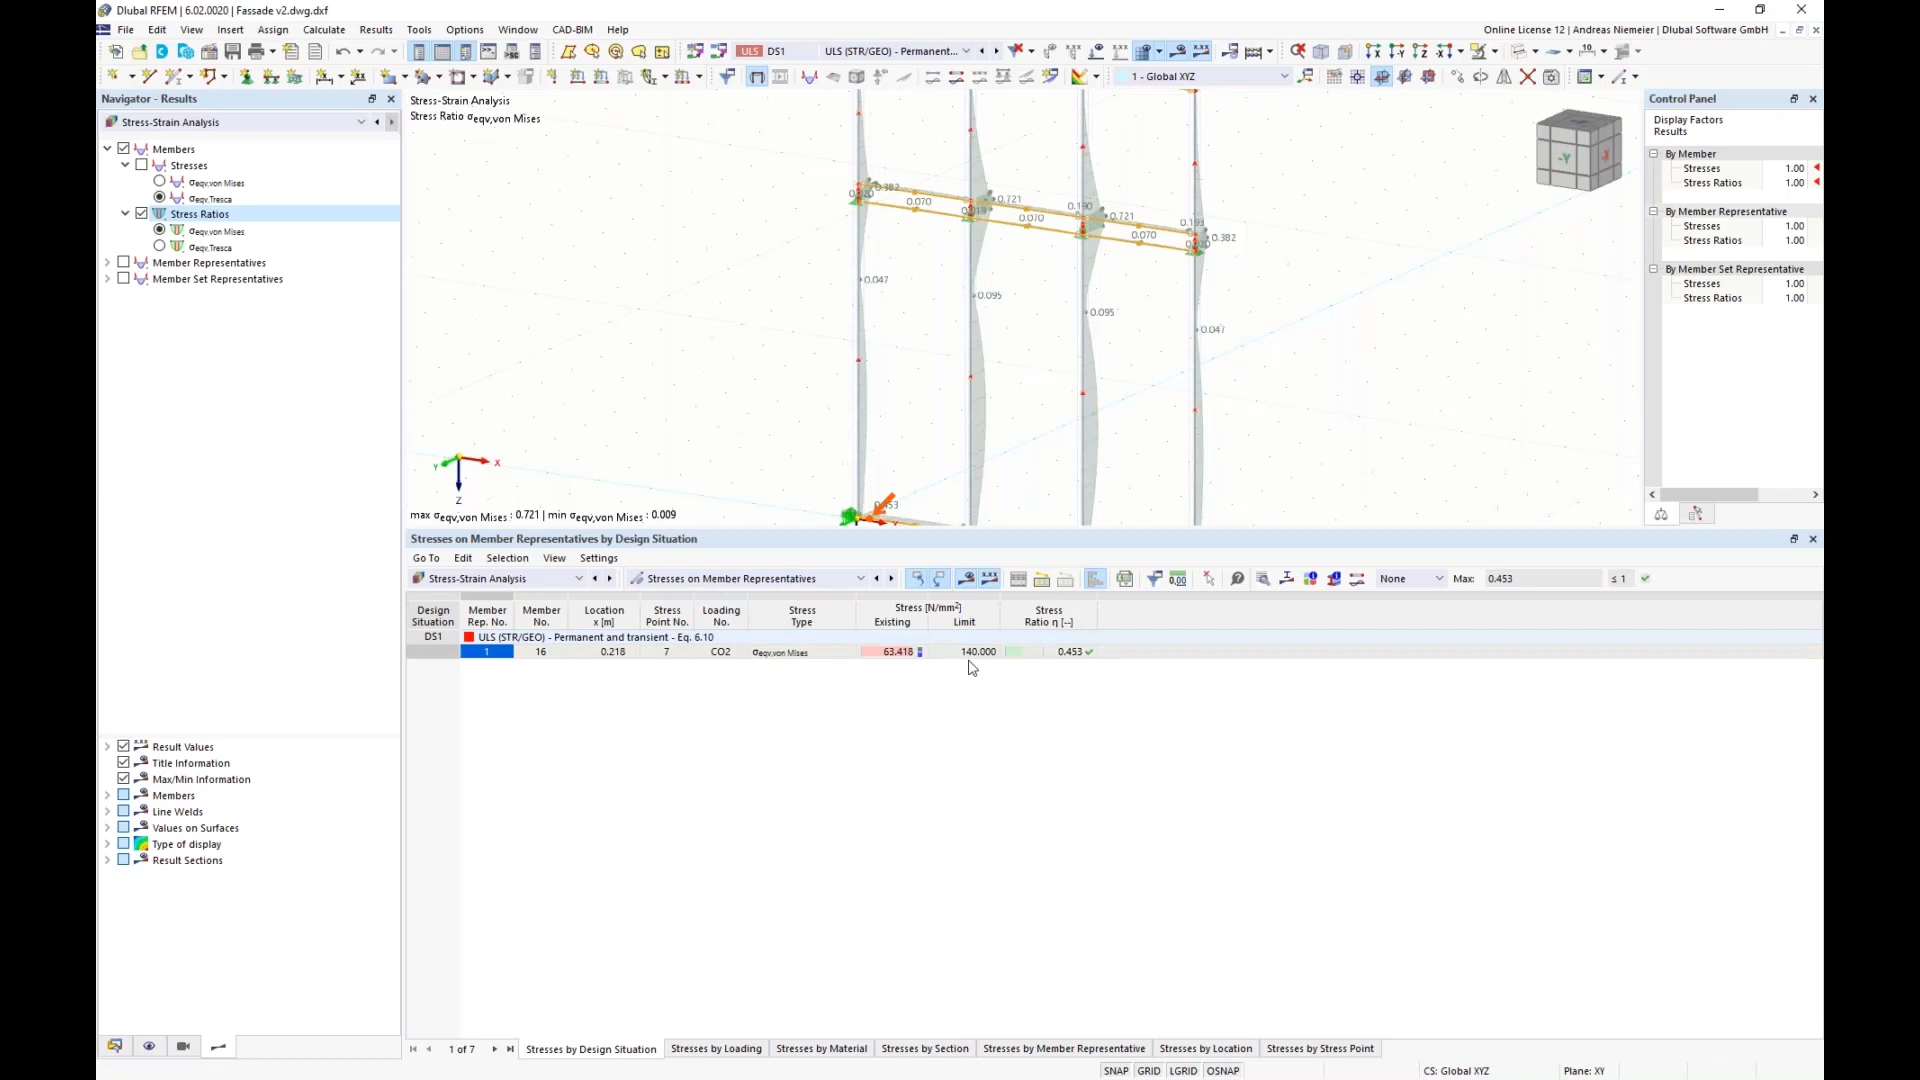 Dlubal RFEM | 6.02.0020 | Fassade v2.dwg.dxf
File Edit View Insert Assign Calculate Results Tools Options Window CAD-BIM Help
Online License 12 | Andreas Niemeier | Dlubal Software GmbH
ULS DS1 ULS (STR/GEO) - Permanent...
1 - Global XYZ
Navigator - Results
Stress-Strain Analysis
Members
Stresses
σeqv,von Mises
σeqv,Tresca
Stress Ratios
σeqv,von Mises
σeqv,Tresca
Member Representatives
Member Set Representatives
Result Values
Title Information
Max/Min Information
Members
Line Welds
Values on Surfaces
Type of display
Result Sections
Stress-Strain Analysis
Stress Ratio σeqv,von Mises
0.382
0.070
0.721
0.070
0.190
0.721
0.070
0.193
0.382
0.047
0.095
0.095
0.047
X
Y
Z
max σeqv,von Mises : 0.721 | min σeqv,von Mises : 0.009
-Y
Control Panel
Display Factors
Results
By Member
Stresses 1.00
Stress Ratios 1.00
By Member Representative
Stresses 1.00
Stress Ratios 1.00
By Member Set Representative
Stresses 1.00
Stress Ratios 1.00
Stresses on Member Representatives by Design Situation
Go To Edit Selection View Settings
Stress-Strain Analysis Stresses on Member Representatives 0,00 None Max: 0.453 ≤ 1
Design Member Member Location Stress Loading Stress Stress [N/mm2] Stress
Situation Rep. No. No. x [m] Point No. No. Type Existing Limit Ratio η [--]
DS1 ULS (STR/GEO) - Permanent and transient - Eq. 6.10
1 16 0.218 7 CO2 σeqv,von Mises 63.418 140.000 0.453
1 of 7 Stresses by Design Situation Stresses by Loading Stresses by Material Stresses by Section Stresses by Member Representative Stresses by Location Stresses by Stress Point
SNAP GRID LGRID OSNAP CS: Global XYZ Plane: XY